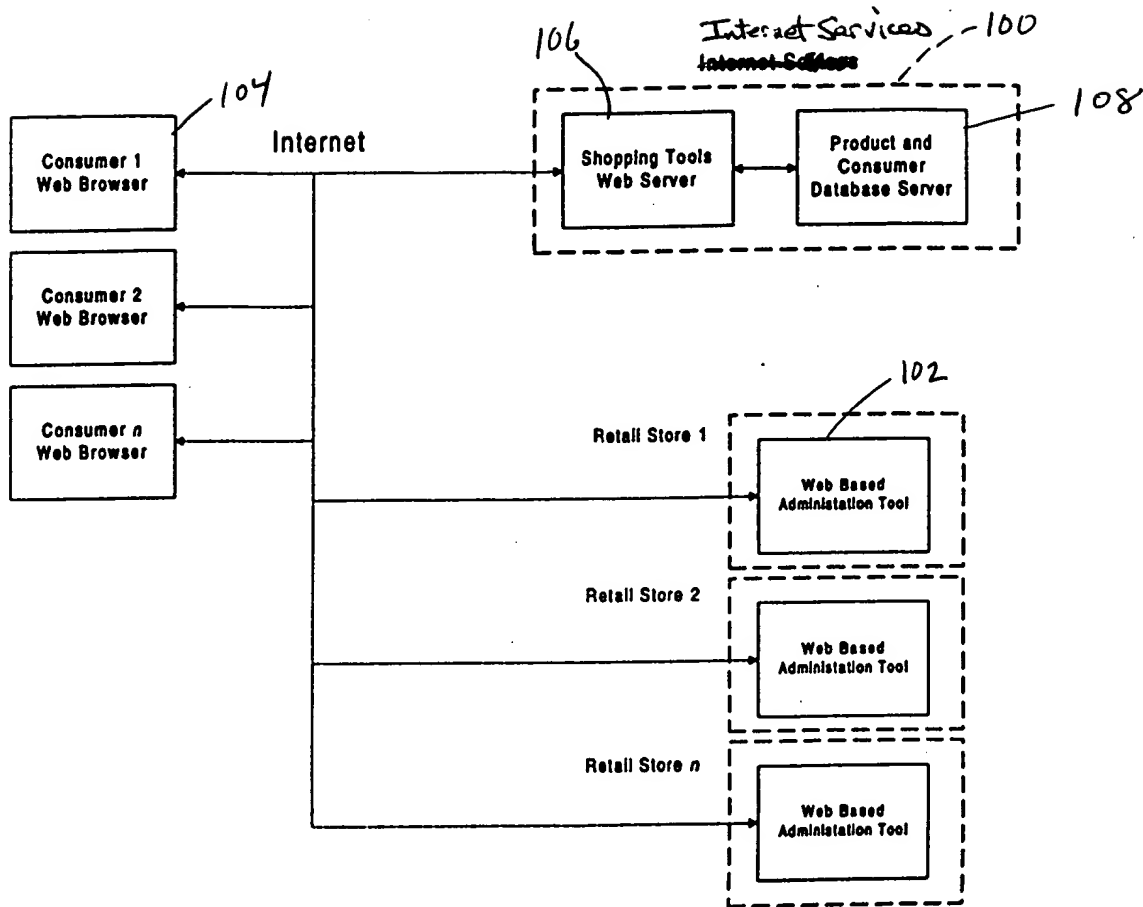 Internet Services
100
106
Internet
104
108
Internet
Consumer 1
Web Browser
Shopping Tools
Web Server
Product and
Consumer
Database Server
Consumer 2
Web Browser
Consumer n
Web Browser
102
Retail Store 1
Web Based
Administation Tool
Retail Store 2
Web Based
Administation Tool
Retail Store n
Web Based
Administation Tool